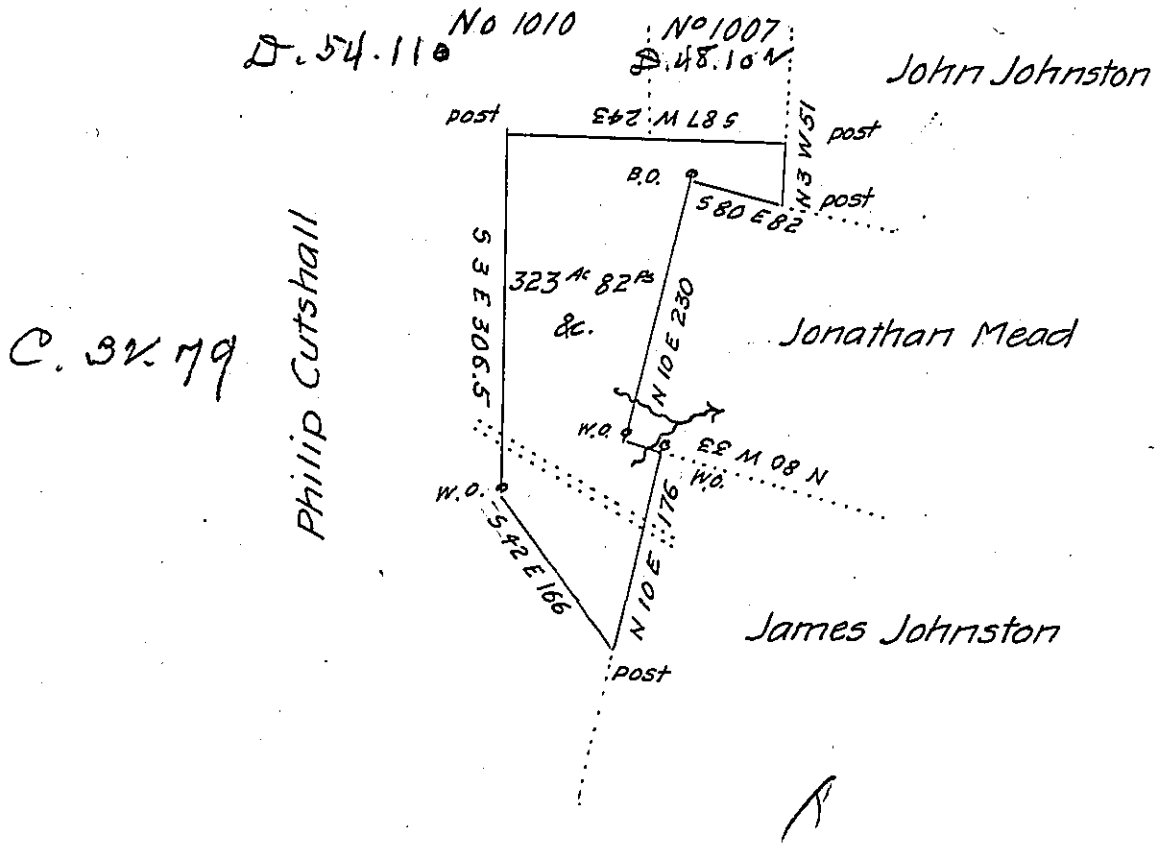 No 1010
No 1007
D. 54. 110
D. 48. 10
John Johnston
post
S 87 W 243
N 3 W 51
post
B.O.
S 80 E 82
post
Philip Cutshall
S 3 E 306.5
323 Ac 82 Ps
&c.
N 10 E 230
Jonathan Mead
C. 79
W.O.
W.O.
N 80 W 33
W.O.
S 42 E 166
N 10 E 176
James Johnston
post